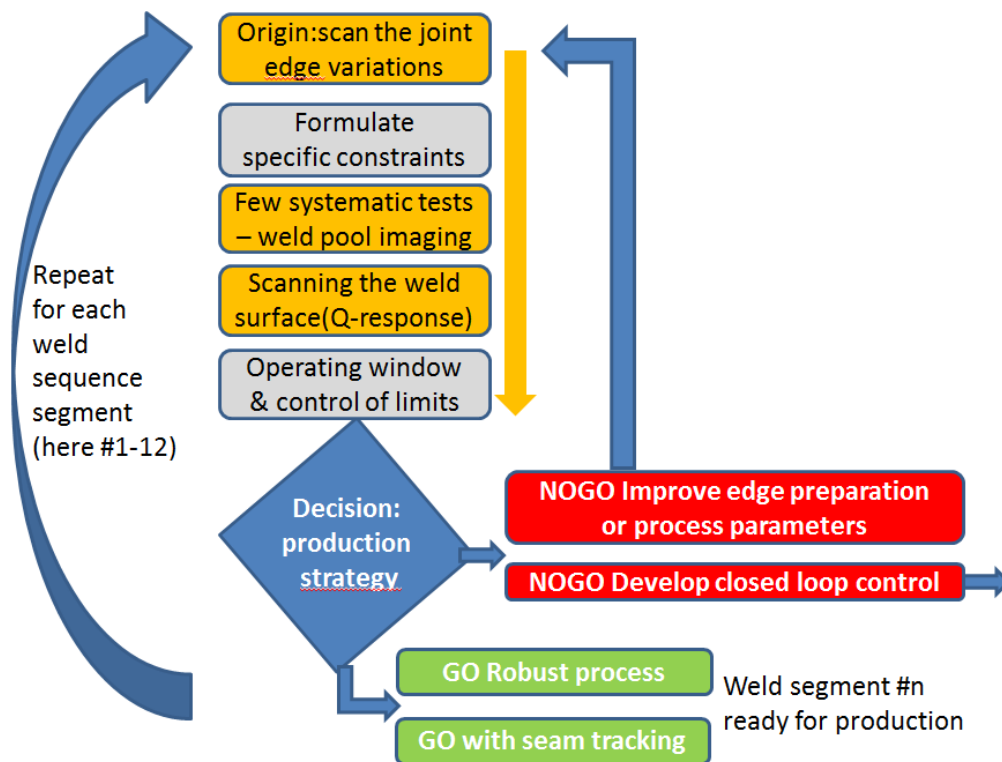 Origin:scan the joint
edge variations
Formulate
specific constraints
Few systematic tests
– weld pool imaging
Scanning the weld
surface(Q-response)
Operating window
& control of limits
Repeat
for each
weld
sequence
segment
(here #1-12)
Decision:
production
strategy
NOGO Improve edge preparation
or process parameters
NOGO Develop closed loop control
GO Robust process
GO with seam tracking
Weld segment #n
ready for production